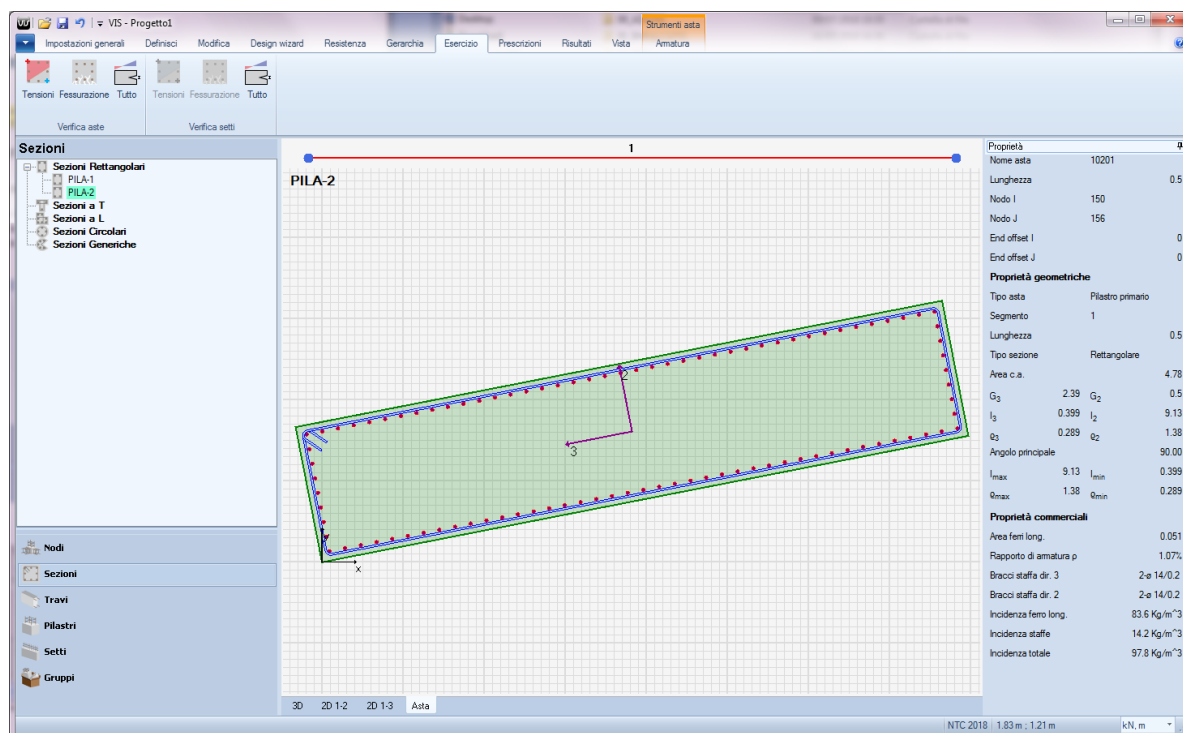 VIS - Progetto1
Strumenti asta
Impostazioni generali Definisci Modifica Design wizard Resistenza Gerarchia Esercizio Prescrizioni Risultati Vista Armatura
Tensioni Fessurazione Tutto Tensioni Fessurazione Tutto
Verifica aste Verifica setti
Sezioni
Sezioni Rettangolari
PILA-1
PILA-2
Sezioni a T
Sezioni a L
Sezioni Circolari
Sezioni Generiche
Nodi
Sezioni
Travi
Pilastri
Setti
Gruppi
1
PILA-2
2
3
Y
x
3D 2D 1-2 2D 1-3 Asta
Proprietà
Nome asta 10201
Lunghezza 0.5
Nodo I 150
Nodo J 156
End offset I 0
End offset J 0
Proprietà geometriche
Tipo asta Pilastro primario
Segmento 1
Lunghezza 0.5
Tipo sezione Rettangolare
Area c.a. 4.78
G3 2.39 G2 0.5
I3 0.399 I2 9.13
ϱ3 0.289 ϱ2 1.38
Angolo principale 90.00
Imax 9.13 Imin 0.399
ϱmax 1.38 ϱmin 0.289
Proprietà commerciali
Area ferri long. 0.051
Rapporto di armatura ρ 1.07%
Bracci staffa dir. 3 2-ø 14/0.2
Bracci staffa dir. 2 2-ø 14/0.2
Incidenza ferro long. 83.6 Kg/m^3
Incidenza staffe 14.2 Kg/m^3
Incidenza totale 97.8 Kg/m^3
NTC 2018 1.83 m ; 1.21 m kN, m